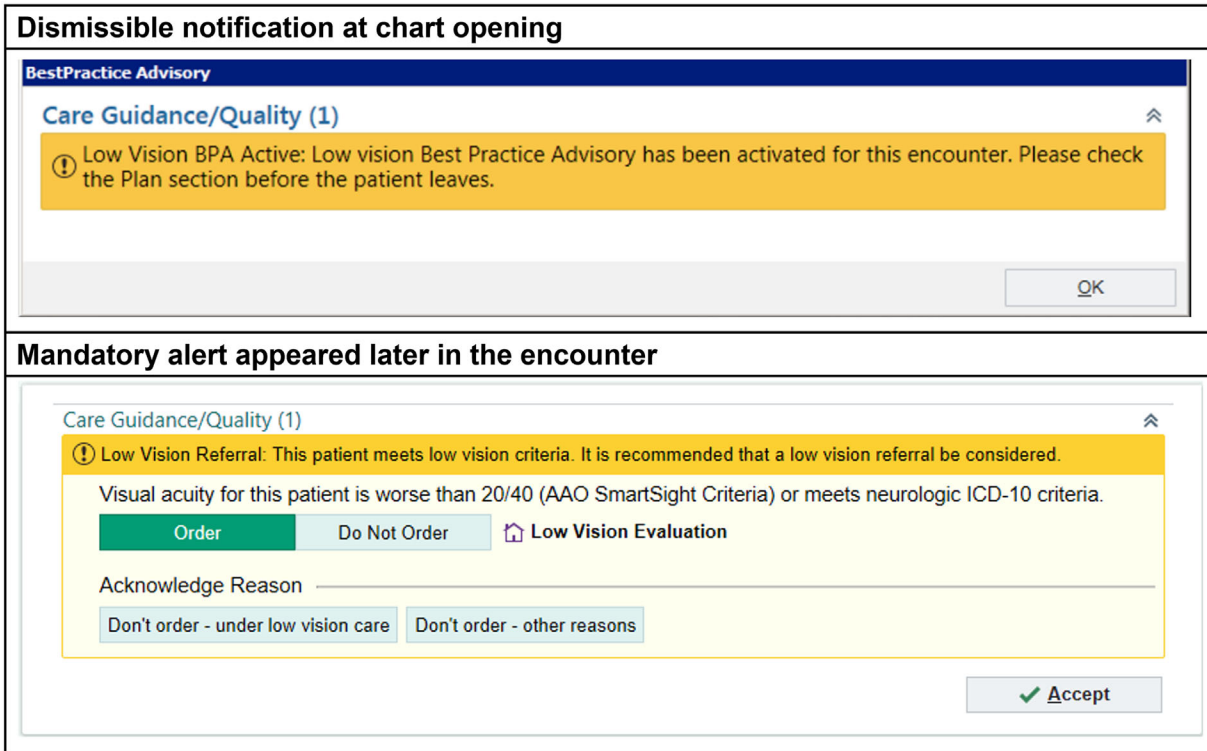 Dismissible notification at chart opening
BestPractice Advisory
Care Guidance/Quality (1)
Low Vision BPA Active: Low vision Best Practice Advisory has been activated for this encounter. Please check
the Plan section before the patient leaves.
OK
Mandatory alert appeared later in the encounter
Care Guidance/Quality (1)
Low Vision Referral: This patient meets low vision criteria. It is recommended that a low vision referral be considered.
Visual acuity for this patient is worse than 20/40 (AAO SmartSight Criteria) or meets neurologic ICD-10 criteria.
Order Do Not Order Low Vision Evaluation
Acknowledge Reason
Don't order - under low vision care Don't order - other reasons
Accept